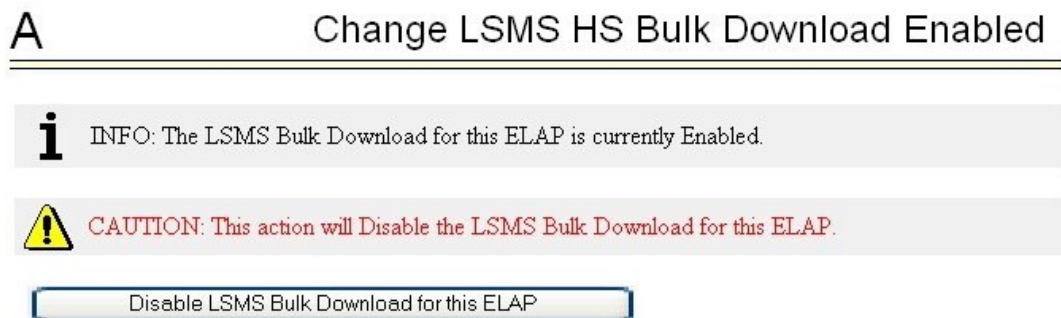 A Change LSMS HS Bulk Download Enabled
INFO: The LSMS Bulk Download for this ELAP is currently Enabled.
CAUTION: This action will Disable the LSMS Bulk Download for this ELAP.
Disable LSMS Bulk Download for this ELAP